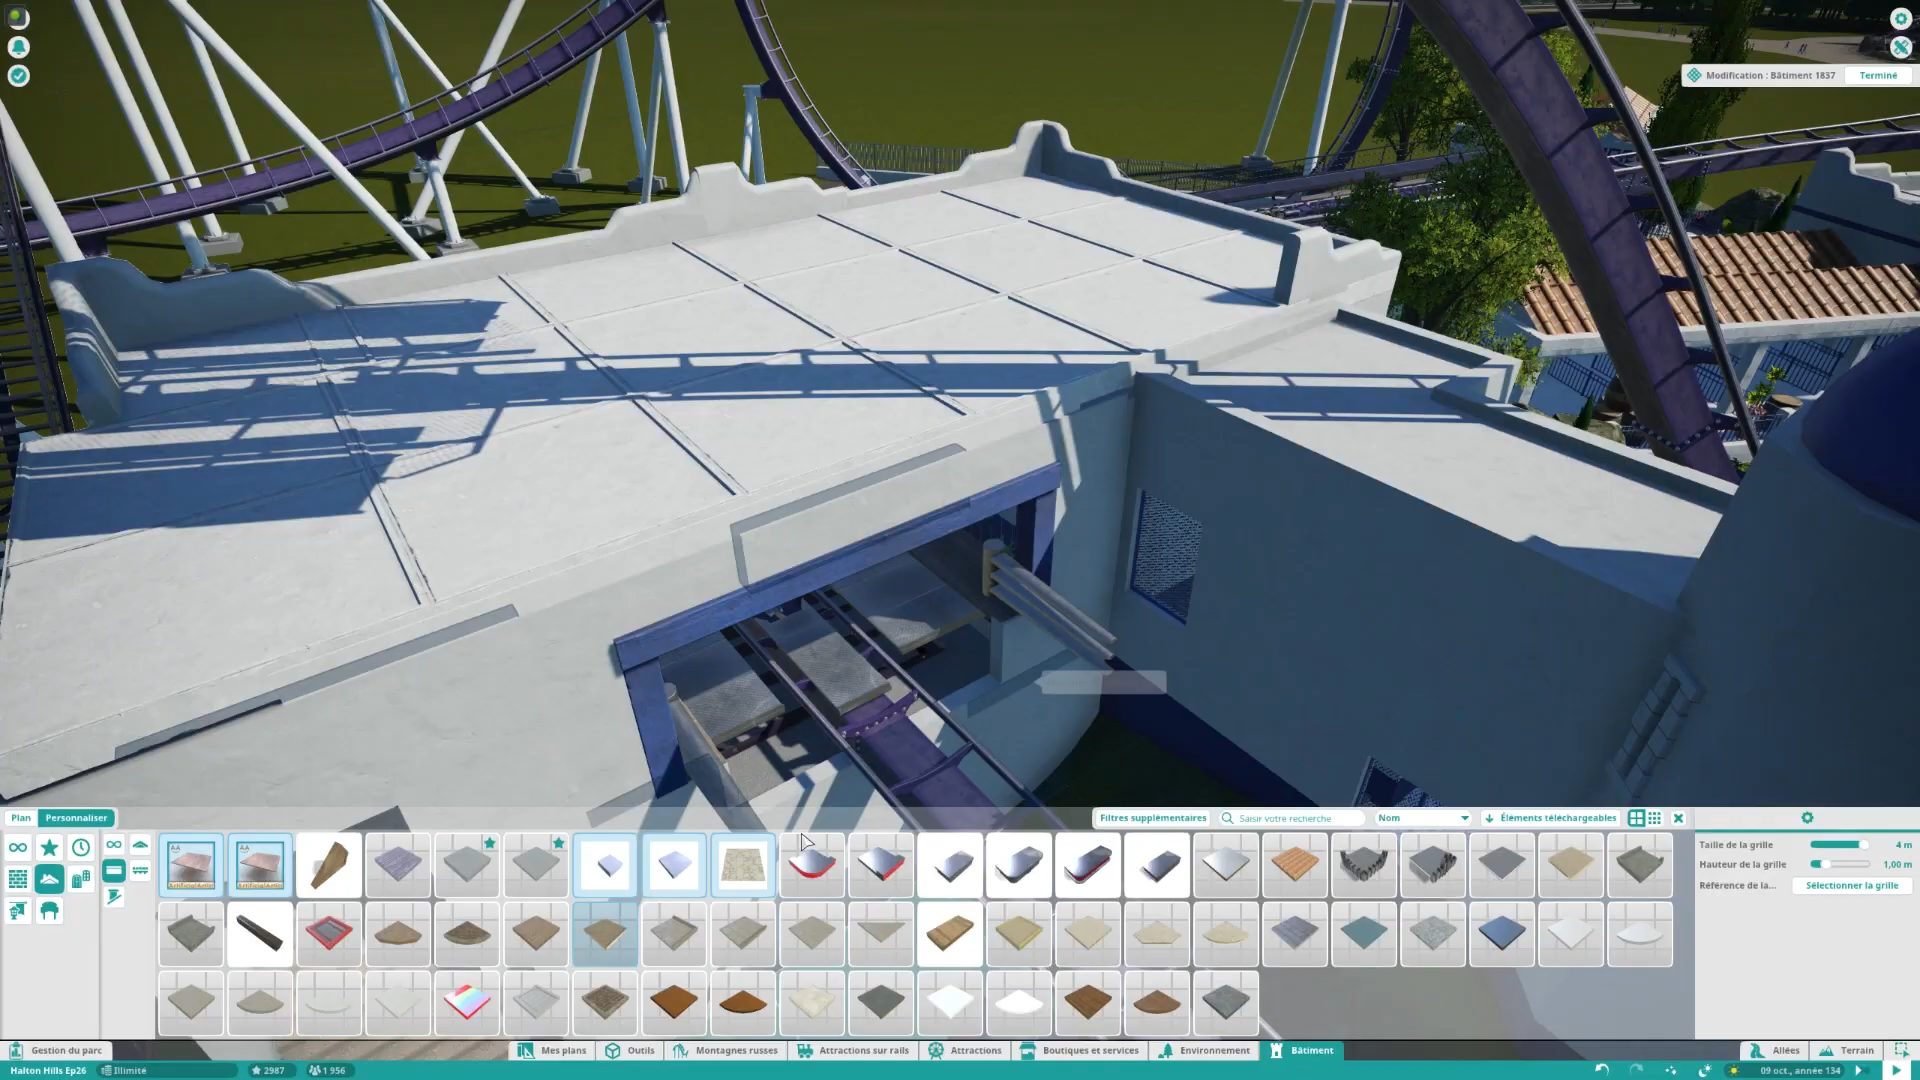 Modification : Bâtiment 1837
Terminé
Plan
Personnaliser
Filtres supplémentaires
Saisir votre recherche
Nom
Éléments téléchargeables
Taille de la grille
4 m
Hauteur de la grille
1,00 m
Référence de la...
Sélectionner la grille
AA
AA
Gestion du parc
Mes plans
Outils
Montagnes russes
Attractions sur rails
Attractions
Boutiques et services
Environnement
Bâtiment
Allées
Terrain
Halton Hills Ep26
Illimité
2987
1 956
09 oct., année 134